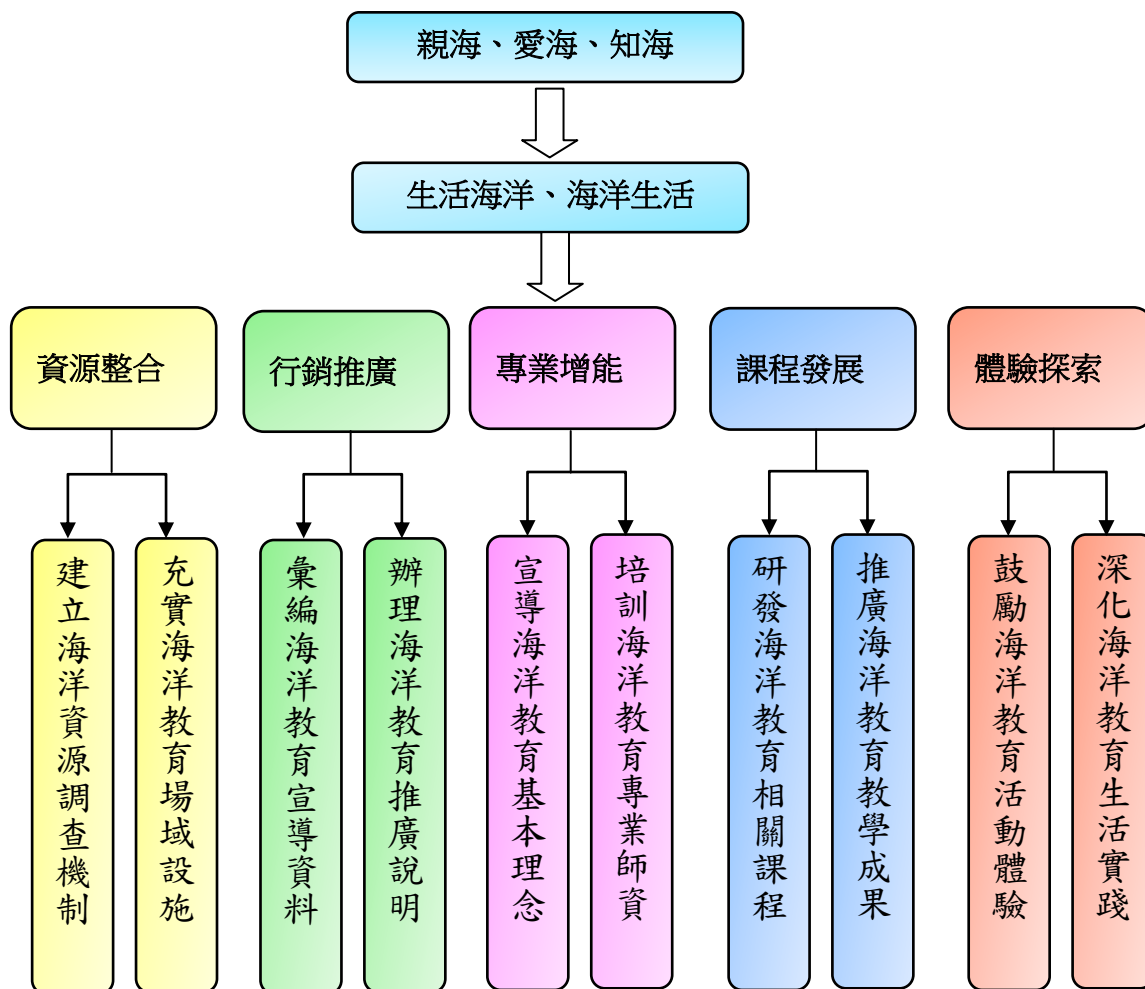 親海、愛海、知海
生活海洋、海洋生活
資源整合
行銷推廣
專業增能
課程發展
體驗探索
建立海洋資源調查機制
充實海洋教育場域設施
彙編海洋教育宣導資料
辦理海洋教育推廣說明
宣導海洋教育基本理念
培訓海洋教育專業師資
研發海洋教育相關課程
推廣海洋教育教學成果
鼓勵海洋教育活動體驗
深化海洋教育生活實踐